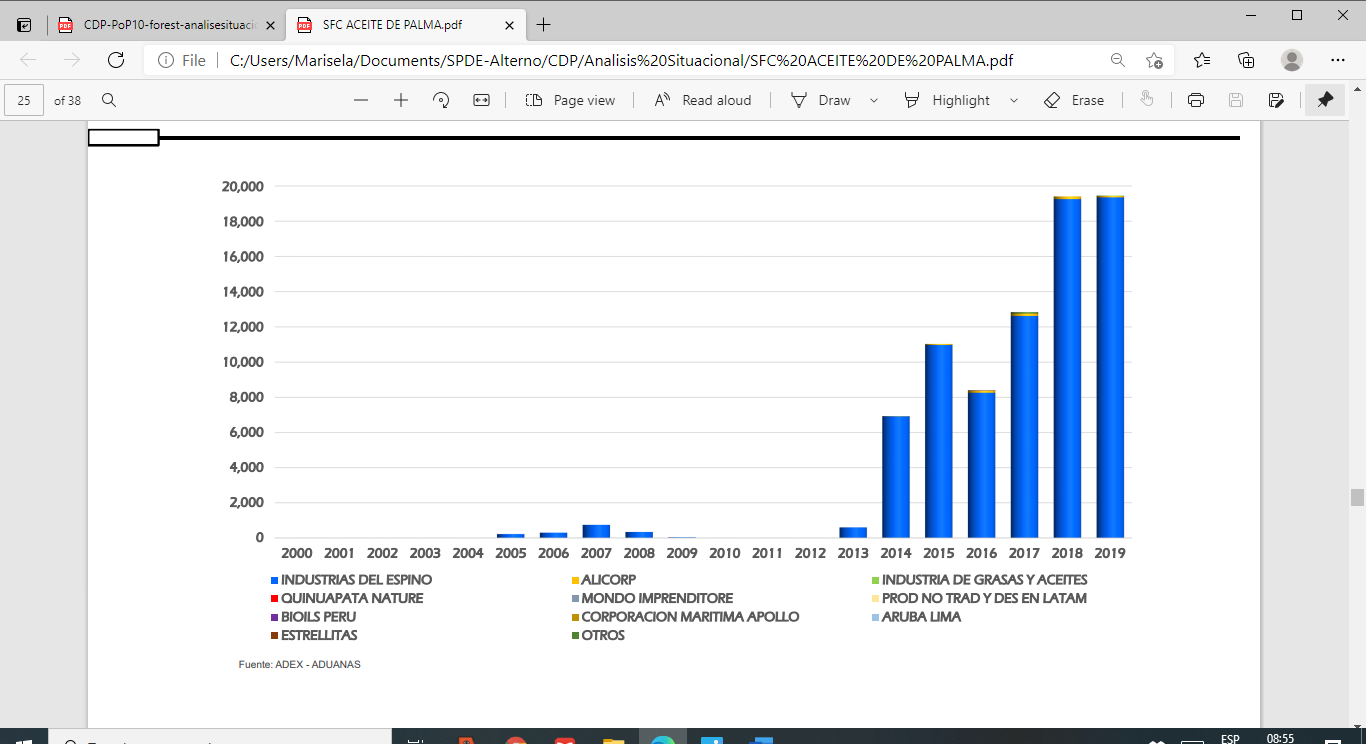 CDP-PoP10-forest-analisesituaci
SFC ACEITE DE PALMA.pdf
File C:/Users/Marisela/Documents/SPDE-Alterno/CDP/Analisis%20Situacional/SFC%20ACEITE%20DE%20PALMA.pdf
25 of 38 Page view Read aloud Draw Highlight Erase
20,000
18,000
16,000
14,000
12,000
10,000
8,000
6,000
4,000
2,000
0
2000 2001 2002 2003 2004 2005 2006 2007 2008 2009 2010 2011 2012 2013 2014 2015 2016 2017 2018 2019
INDUSTRIAS DEL ESPINO ALICORP INDUSTRIA DE GRASAS Y ACEITES
QUINUAPATA NATURE MONDO IMPRENDITORE PROD NO TRAD Y DES EN LATAM
BIOILS PERU CORPORACION MARITIMA APOLLO ARUBA LIMA
ESTRELLITAS OTROS
Fuente: ADEX - ADUANAS
ESP 08:55